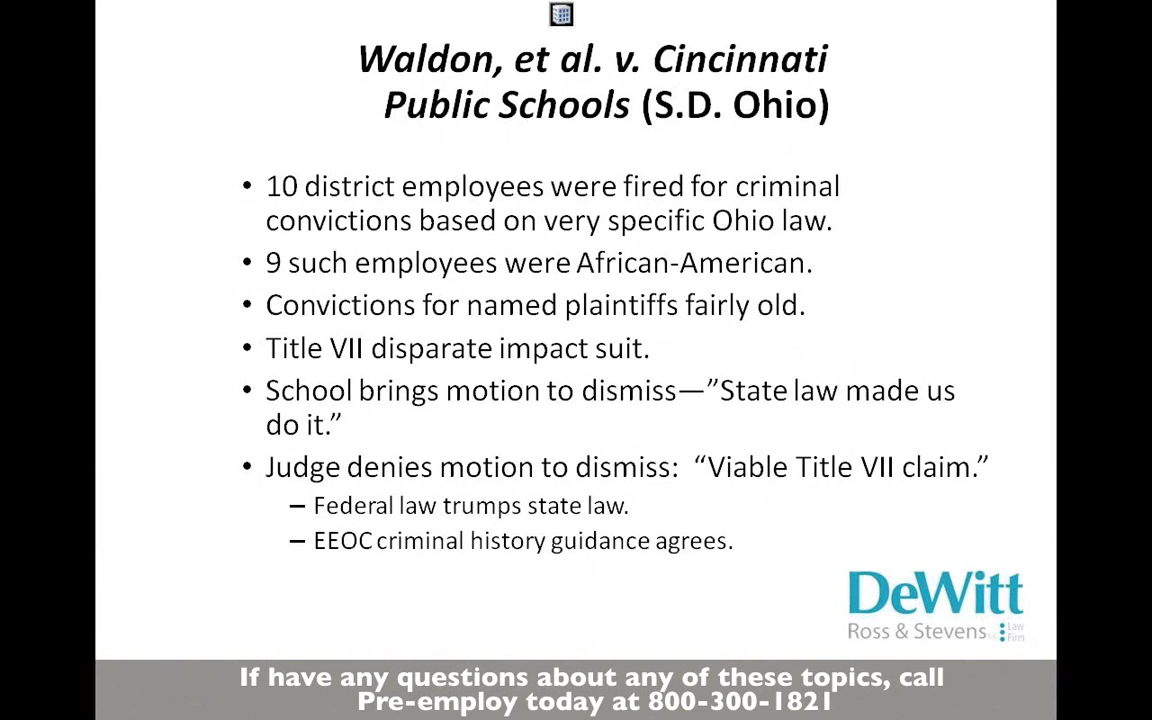 Waldon, et al. v. Cincinnati
Public Schools (S.D. Ohio)
• 10 district employees were fired for criminal
convictions based on very specific Ohio law.
• 9 such employees were African-American.
• Convictions for named plaintiffs fairly old.
• Title VII disparate impact suit.
• School brings motion to dismiss—”State law made us
do it.”
• Judge denies motion to dismiss: “Viable Title VII claim.”
– Federal law trumps state law.
– EEOC criminal history guidance agrees.
DeWitt
Ross & Stevens
Law
Firm
If have any questions about any of these topics, call
Pre-employ today at 800-300-1821